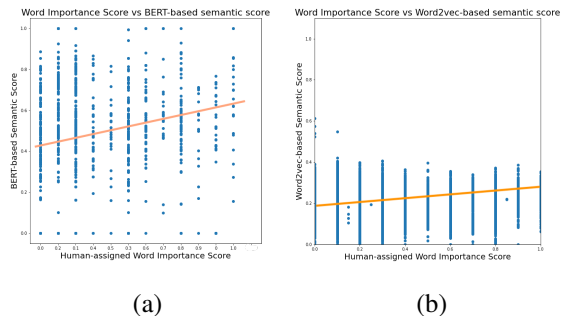 Word Importance Score vs BERT-based semantic score
Word Importance Score vs Word2vec-based semantic score
BERT-based Semantic Score
1.0
0.8
0.6
0.4
0.2
0.0
0.0 0.2 0.1 0.4 0.5 0.3 0.6 0.7 0.8 0.9 0 1.0
Human-assigned Word Importance Score
Word2vec-based Semantic Score
1.0
0.8
0.6
0.4
0.2
0.0
0.0 0.2 0.4 0.6 0.8 1.0
Human-assigned Word Importance Score
(a)
(b)